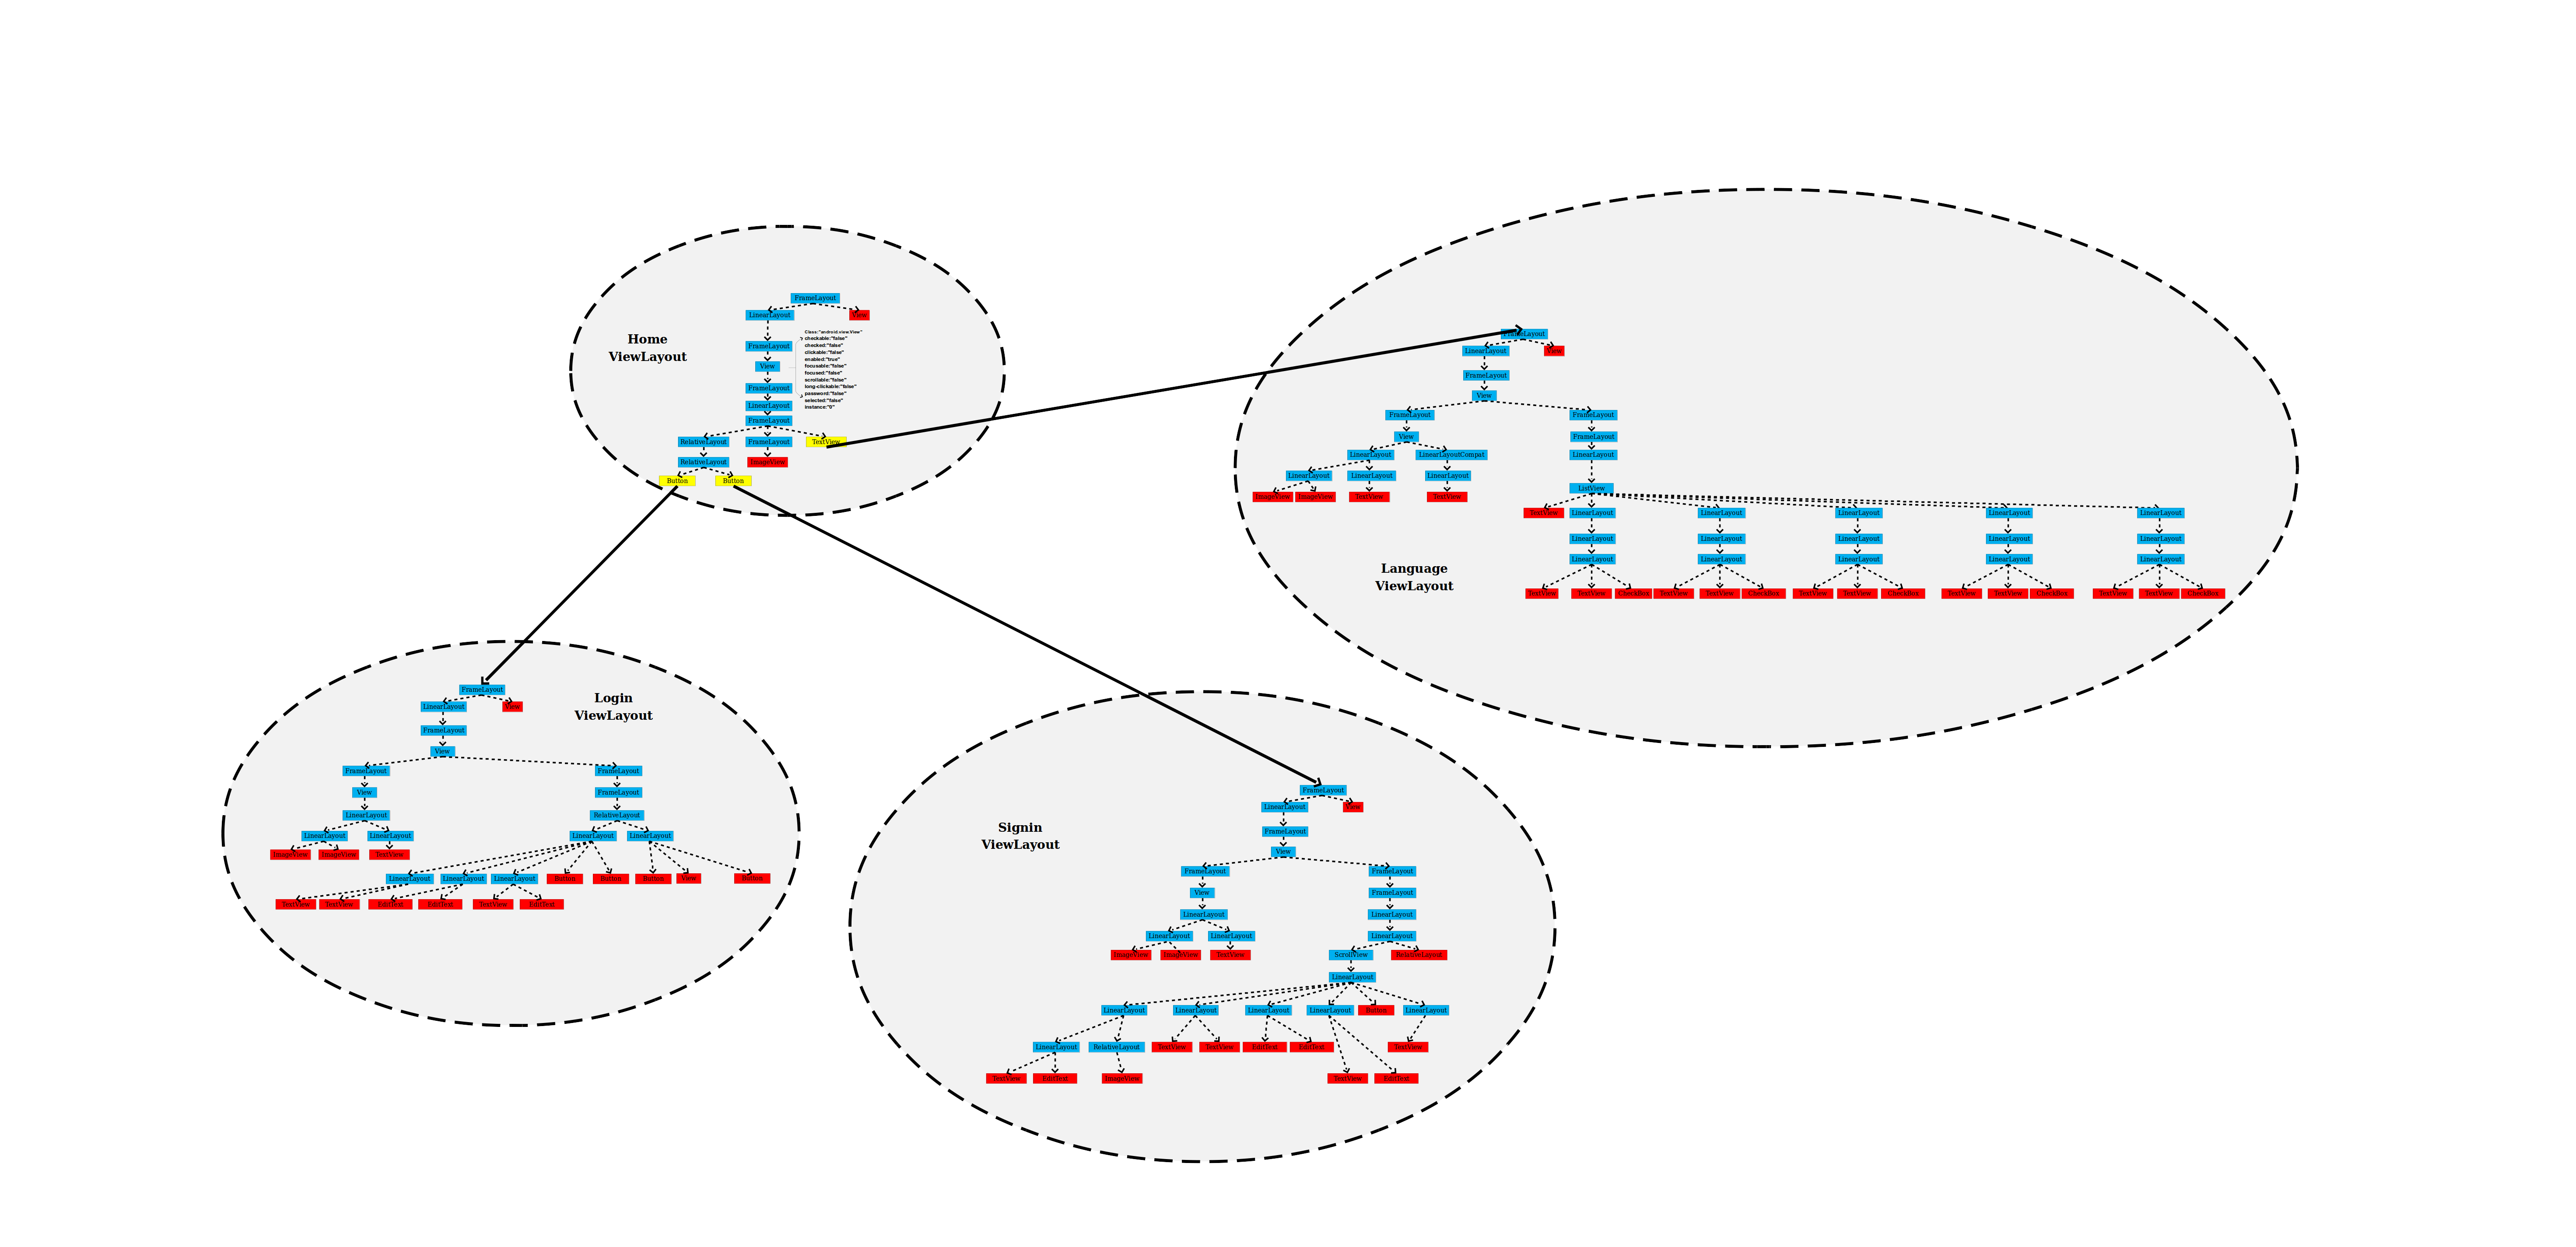 Home
ViewLayout
FrameLayout
LinearLayout
View
FrameLayout
View
FrameLayout
LinearLayout
FrameLayout
Class:"android.view.View"
checkable:"false"
checked:"false"
clickable:"false"
enabled:"true"
focusable:"false"
focused:"false"
scrollable:"false"
long-clickable:"false"
password:"false"
selected:"false"
instance:"0"
RelativeLayout FrameLayout TextView
RelativeLayout ImageView
Button Button
Language
ViewLayout
FrameLayout
LinearLayout View
FrameLayout
View
FrameLayout FrameLayout
View FrameLayout
LinearLayout LinearLayoutCompat LinearLayout
LinearLayout LinearLayout LinearLayout
ListView
ImageView ImageView TextView TextView
TextView LinearLayout LinearLayout LinearLayout LinearLayout LinearLayout
LinearLayout LinearLayout LinearLayout LinearLayout LinearLayout
LinearLayout LinearLayout LinearLayout LinearLayout LinearLayout
TextView TextView CheckBox TextView TextView CheckBox TextView TextView CheckBox TextView TextView CheckBox TextView TextView CheckBox
Login
ViewLayout
FrameLayout
LinearLayout View
FrameLayout
View
FrameLayout FrameLayout
View FrameLayout
LinearLayout RelativeLayout
LinearLayout LinearLayout LinearLayout LinearLayout
ImageView ImageView TextView
LinearLayout LinearLayout LinearLayout Button Button Button View Button
TextView TextView EditText EditText TextView EditText
Signin
ViewLayout
FrameLayout
LinearLayout View
FrameLayout
View
FrameLayout FrameLayout
View FrameLayout
LinearLayout LinearLayout
LinearLayout LinearLayout LinearLayout
ImageView ImageView TextView ScrollView RelativeLayout
LinearLayout
LinearLayout LinearLayout LinearLayout LinearLayout Button LinearLayout
LinearLayout RelativeLayout TextView TextView EditText EditText TextView
TextView EditText ImageView TextView EditText